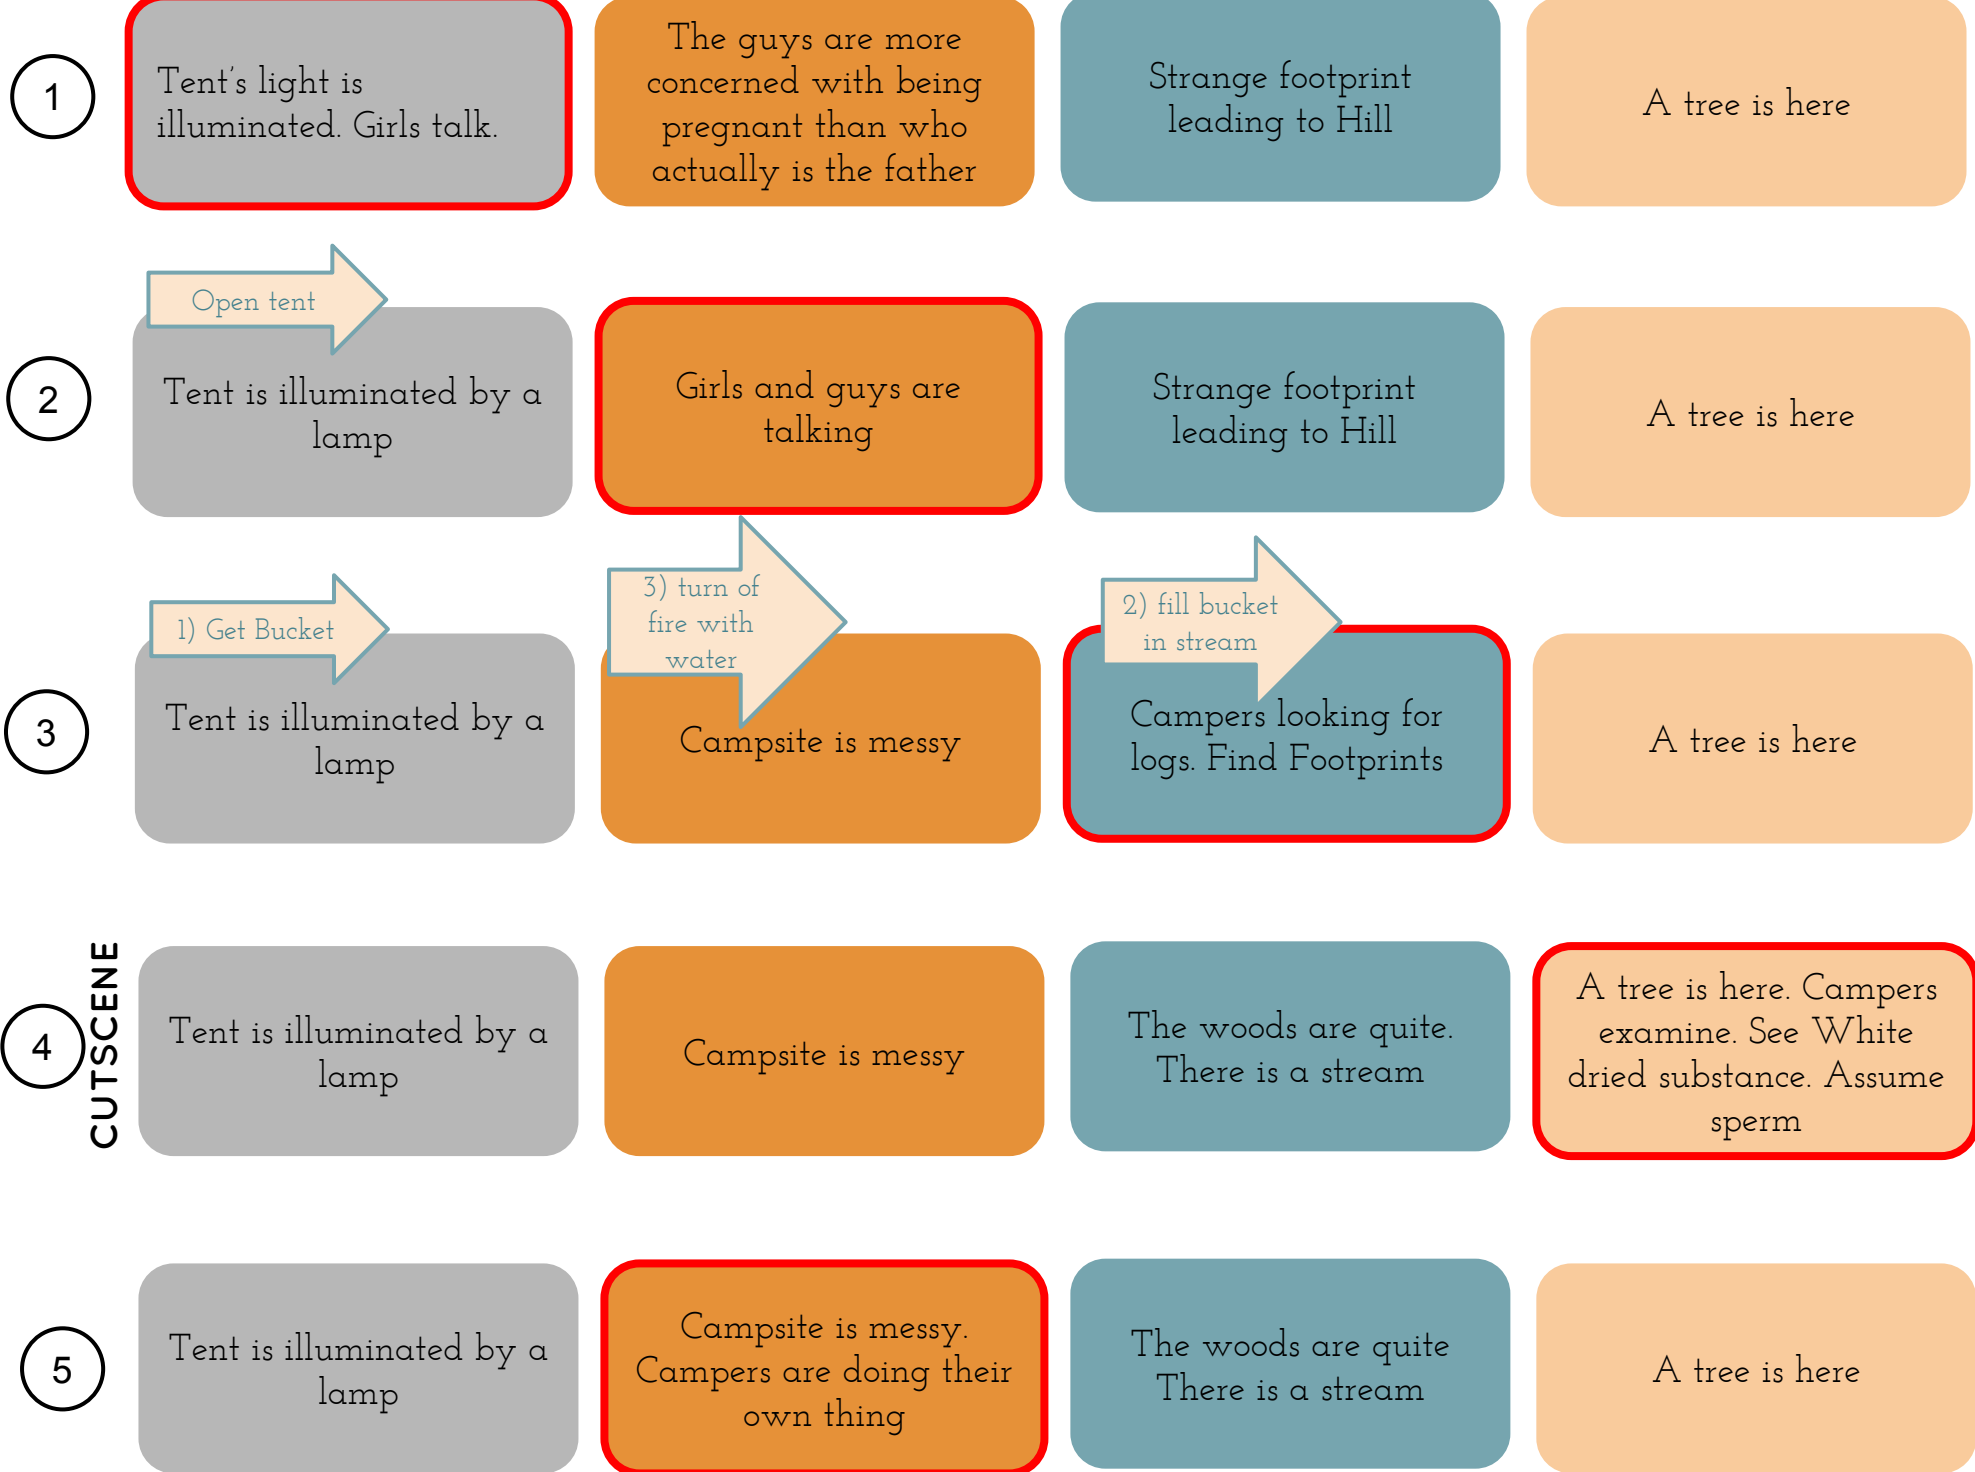 1
Tent's light is
illuminated. Girls talk.
The guys are more
concerned with being
pregnant than who
actually is the father
Strange footprint
leading to Hill
A tree is here
2
Open tent
Tent is illuminated by a
lamp
Girls and guys are
talking
Strange footprint
leading to Hill
A tree is here
3
1) Get Bucket
Tent is illuminated by a
lamp
3) turn of
fire with
water
Campsite is messy
2) fill bucket
in stream
Campers looking for
logs. Find Footprints
A tree is here
4
CUTSCENE
Tent is illuminated by a
lamp
Campsite is messy
The woods are quite.
There is a stream
A tree is here. Campers
examine. See White
dried substance. Assume
sperm
5
Tent is illuminated by a
lamp
Campsite is messy.
Campers are doing their
own thing
The woods are quite
There is a stream
A tree is here